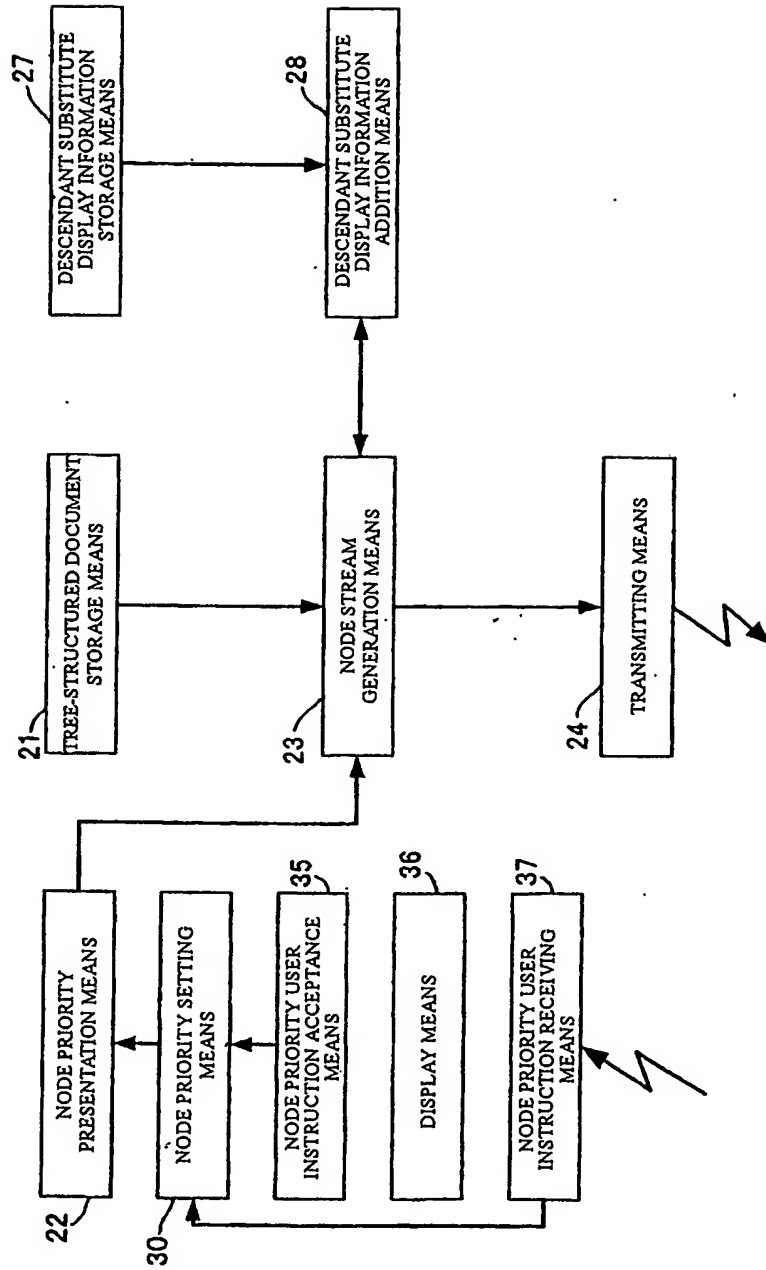 22
NODE PRIORITY
PRESENTATION MEANS
30
NODE PRIORITY SETTING
MEANS
35
NODE PRIORITY USER
INSTRUCTION ACCEPTANCE
MEANS
36
DISPLAY MEANS
37
NODE PRIORITY USER
INSTRUCTION RECEIVING
MEANS
21
TREE-STRUCTURED DOCUMENT
STORAGE MEANS
23
NODE STREAM
GENERATION MEANS
24
TRANSMITTING MEANS
27
DESCENDANT SUBSTITUTE
DISPLAY INFORMATION
STORAGE MEANS
28
DESCENDANT SUBSTITUTE
DISPLAY INFORMATION
ADDITION MEANS